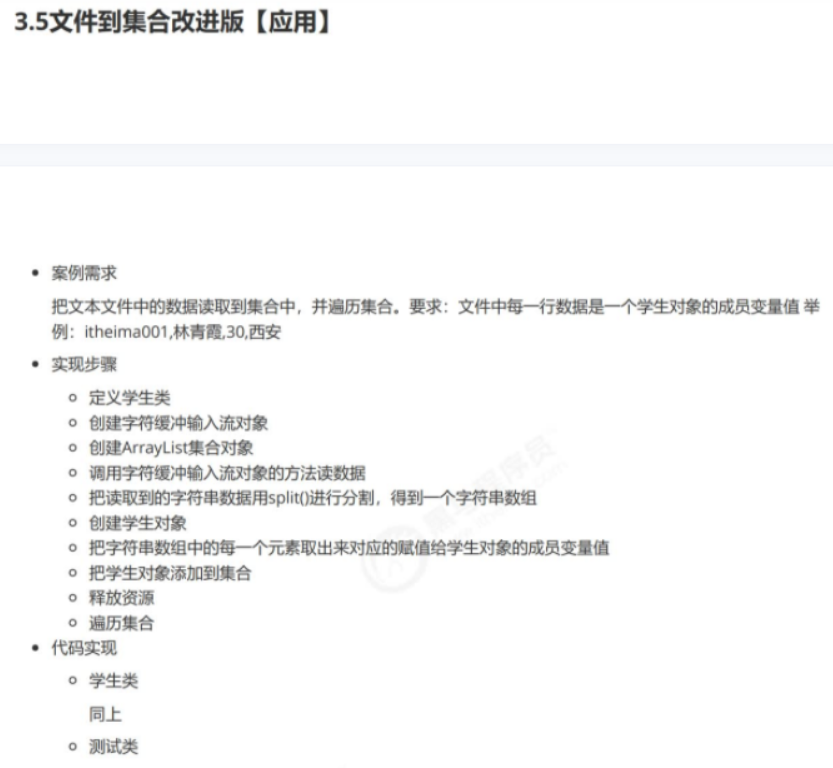 3.5文件到集合改进版【应用】
案例需求
把文本文件中的数据读取到集合中，并遍历集合。要求：文件中每一行数据是一个学生对象的成员变量值 举
例：itheima001,林青霞,30,西安
实现步骤
定义学生类
创建字符缓冲输入流对象
创建ArrayList集合对象
调用字符缓冲输入流对象的方法读数据
把读取到的字符串数据用split()进行分割，得到一个字符串数组
创建学生对象
把字符串数组中的每一个元素取出来对应的赋值给学生对象的成员变量值
把学生对象添加到集合
释放资源
遍历集合
代码实现
学生类
同上
测试类